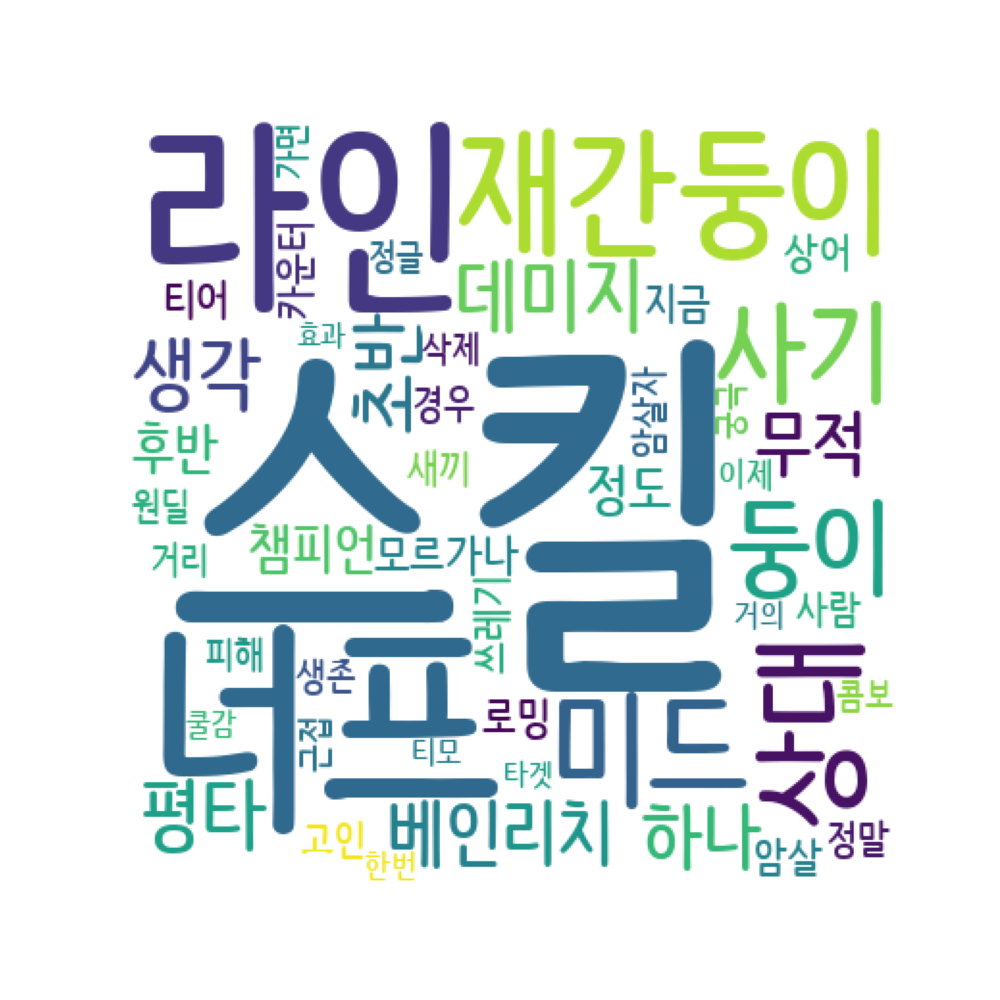 라인
가면
재간둥이
카운터
정글
상어
티어
데미지
지금
생각
효과
초반
삭제
사기
경우
암살자
궁극
무적
후반
스킬
새끼
정도
이제
원딜
챔피언
모르가나
둥이
거리
쓰레기
거의
사람
너프
피해
생존
상대
콤보
쿨감
근접
티모
로밍
미드
타겟
평타
고인
한번
베인리치
하나
암살
정말